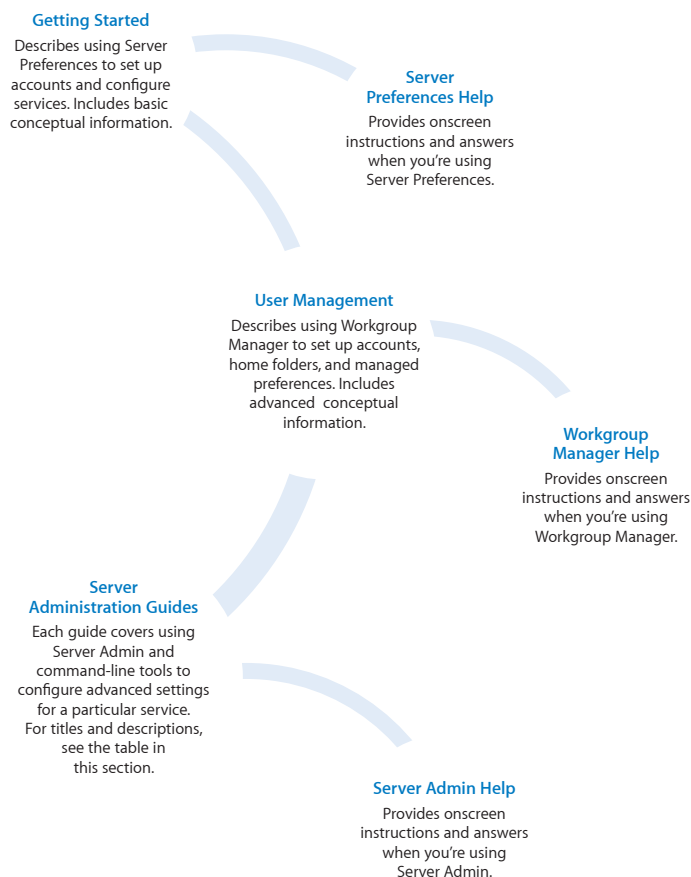 Getting Started
Describes using Server
Preferences to set up
accounts and configure
services. Includes basic
conceptual information.
Server
Preferences Help
Provides onscreen
instructions and answers
when you're using
Server Preferences.
User Management
Describes using Workgroup
Manager to set up accounts,
home folders, and managed
preferences. Includes
advanced conceptual
information.
Workgroup
Manager Help
Provides onscreen
instructions and answers
when you're using
Workgroup Manager.
Server
Administration Guides
Each guide covers using
Server Admin and
command-line tools to
configure advanced settings
for a particular service.
For titles and descriptions,
see the table in
this section.
Server Admin Help
Provides onscreen
instructions and answers
when you're using
Server Admin.